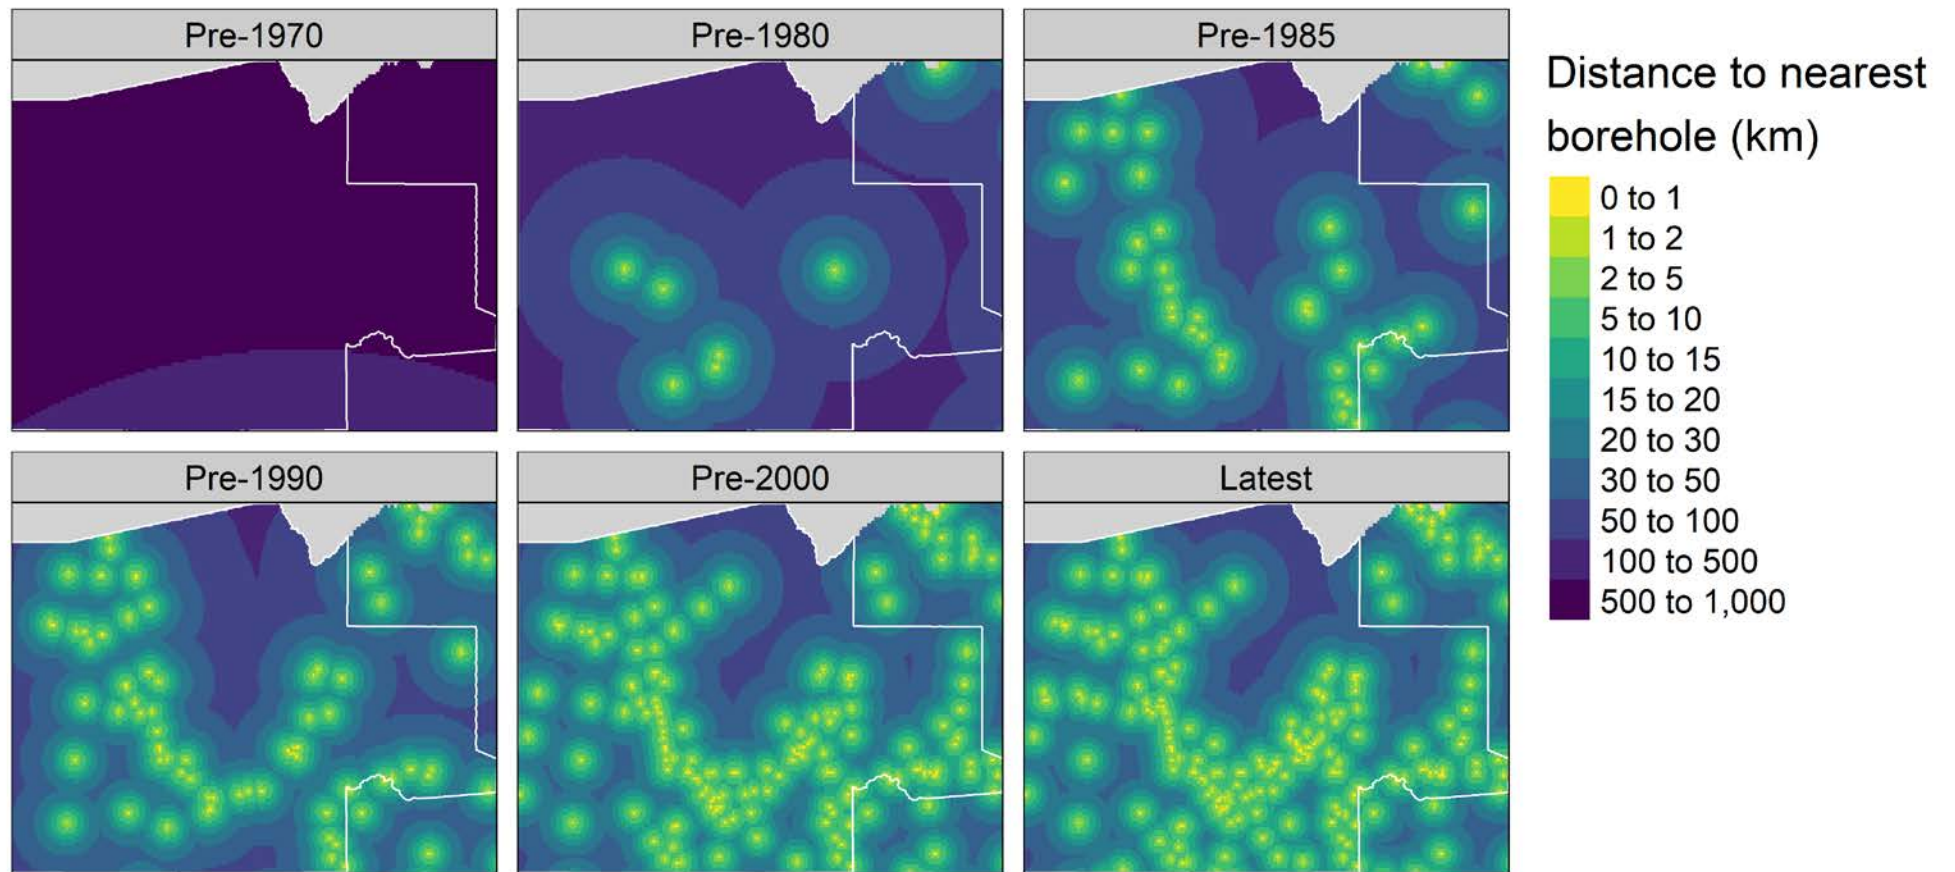 Pre-1970
Pre-1980
Pre-1985
Pre-1990
Pre-2000
Latest
Distance to nearest
borehole (km)
0 to 1
1 to 2
2 to 5
5 to 10
10 to 15
15 to 20
20 to 30
30 to 50
50 to 100
100 to 500
500 to 1,000